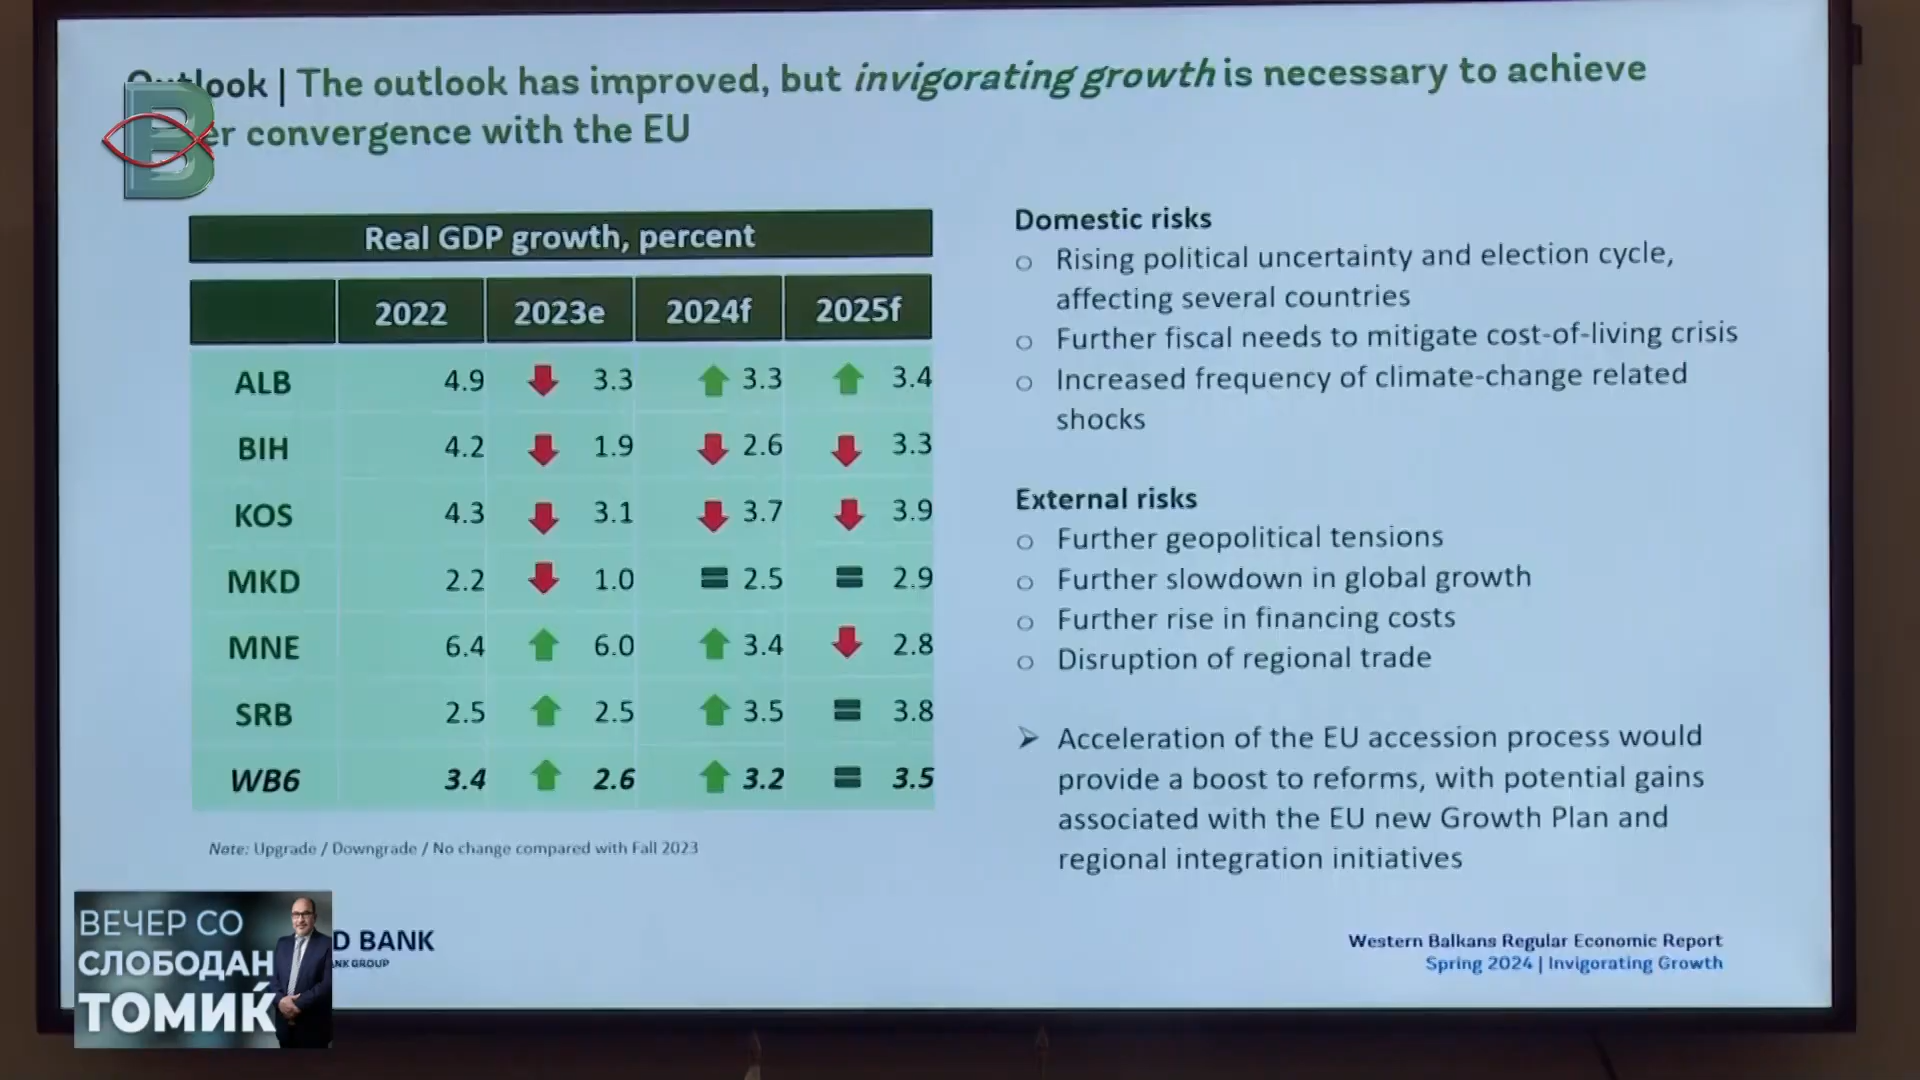 Outlook | The outlook has improved, but invigorating growth is necessary to achieve
er convergence with the EU
B
Real GDP growth, percent
2022 2023e 2024f 2025f
ALB 4.9 3.3 3.3 3.4
BIH 4.2 1.9 2.6 3.3
KOS 4.3 3.1 3.7 3.9
MKD 2.2 1.0 = 2.5 = 2.9
MNE 6.4 6.0 3.4 2.8
SRB 2.5 2.5 3.5 = 3.8
WB6 3.4 2.6 3.2 = 3.5
Note: Upgrade / Downgrade / No change compared with Fall 2023
Domestic risks
Rising political uncertainty and election cycle,
affecting several countries
Further fiscal needs to mitigate cost-of-living crisis
Increased frequency of climate-change related
shocks
External risks
Further geopolitical tensions
Further slowdown in global growth
Further rise in financing costs
Disruption of regional trade
Acceleration of the EU accession process would
provide a boost to reforms, with potential gains
associated with the EU new Growth Plan and
regional integration initiatives
ВЕЧЕР СО
СЛОБОДАН
ТОМИЌ
D BANK
NK GROUP
Western Balkans Regular Economic Report
Spring 2024 | Invigorating Growth